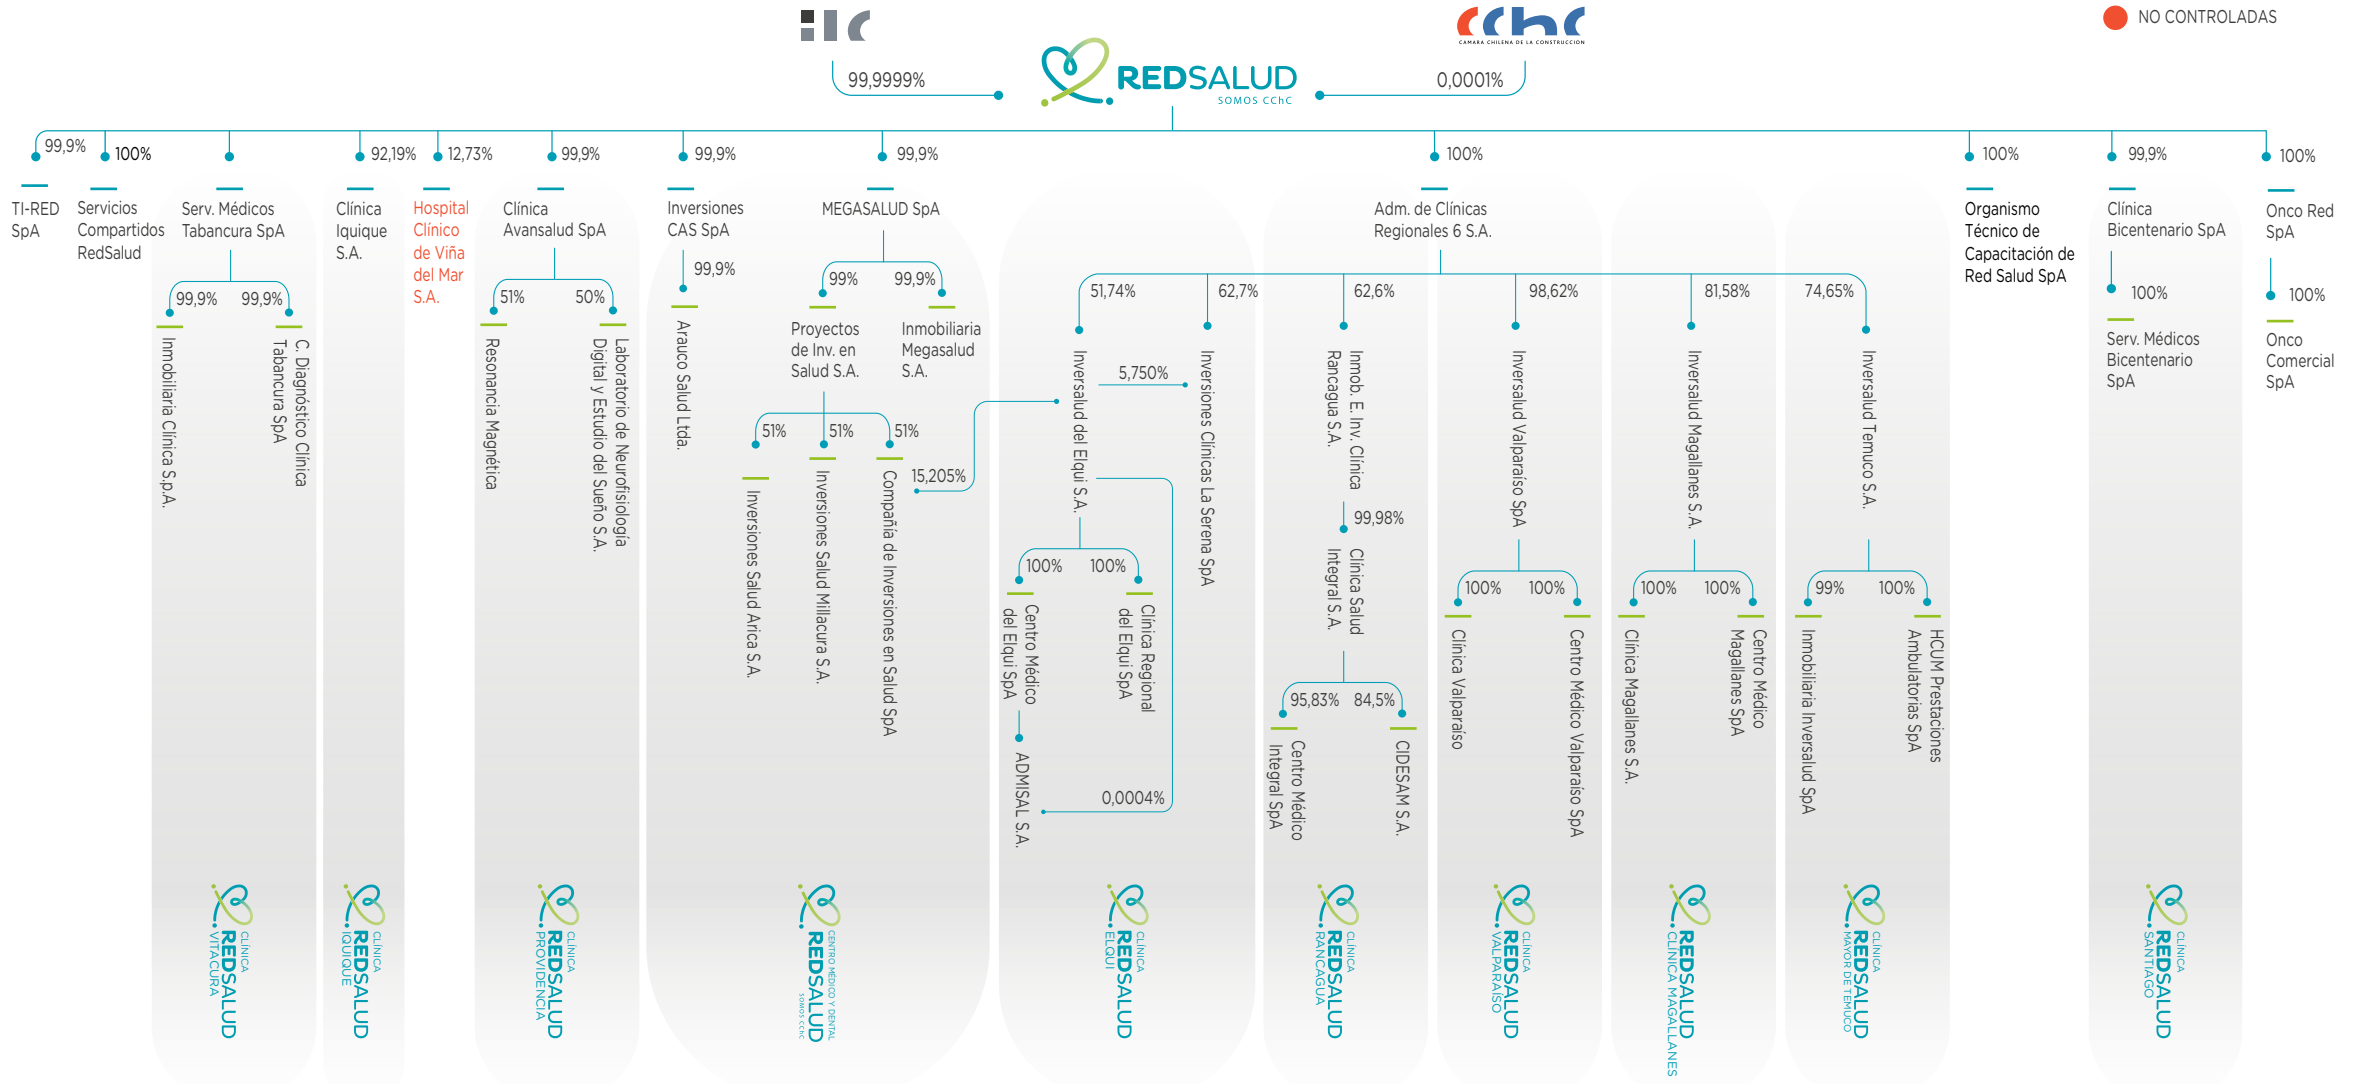 ILC
CChC
CAMARA CHILENA DE LA CONSTRUCCION
NO CONTROLADAS
99,9999%
REDSALUD
SOMOS CChC
0,0001%
99,9%
100%
92,19%
12,73%
99,9%
99,9%
99,9%
100%
100%
99,9%
100%
TI-RED
SpA
Servicios
Compartidos
RedSalud
Serv. Médicos
Tabancura SpA
99,9%
99,9%
Inmobiliaria Clínica S.p.A.
C. Diagnóstico Clínica
Tabancura SpA
Clínica
Iquique
S.A.
Hospital
Clínico
de Viña
del Mar
S.A.
Clínica
Avansalud SpA
51%
50%
Resonancia Magnética
Laboratorio de Neurofisiología
Digital y Estudio del Sueño S.A.
Inversiones
CAS SpA
99,9%
Arauco Salud Ltda.
MEGASALUD SpA
99%
99,9%
Proyectos
de Inv. en
Salud S.A.
Inmobiliaria
Megasalud
S.A.
51%
51%
51%
Inversiones Salud Arica S.A.
Inversiones Salud Millacura S.A.
Compañía de Inversiones en Salud SpA
15,205%
Adm. de Clínicas
Regionales 6 S.A.
51,74%
62,7%
62,6%
98,62%
81,58%
74,65%
Inversalud del Elqui S.A.
5,750%
Inversiones Clínicas La Serena SpA
100%
100%
Centro Médico
del Elqui SpA
Clínica Regional
del Elqui SpA
ADMISAL S.A.
0,0004%
Inmob. E. Inv. Clínica
Rancagua S.A.
99,98%
Clínica Salud
Integral S.A.
95,83%
84,5%
Centro Médico
Integral SpA
CIDESAM S.A.
Inversalud Valparaíso SpA
100%
100%
Clínica Valparaíso
Centro Médico Valparaíso SpA
Inversalud Magallanes S.A.
100%
100%
Clínica Magallanes S.A.
Centro Médico
Magallanes SpA
Inversalud Temuco S.A.
99%
100%
Inmobiliaria Inversalud SpA
HCUM Prestaciones
Ambulatorias SpA
Organismo
Técnico de
Capacitación de
Red Salud SpA
Clínica
Bicentenario SpA
100%
Serv. Médicos
Bicentenario
SpA
Onco Red
SpA
100%
Onco
Comercial
SpA
CLÍNICA
REDSALUD
VITACURA
CLÍNICA
REDSALUD
IQUIQUE
CLÍNICA
REDSALUD
PROVIDENCIA
CENTRO MÉDICO Y DENTAL
REDSALUD
SOMOS CChC
CLÍNICA
REDSALUD
ELQUI
CLÍNICA
REDSALUD
RANCAGUA
CLÍNICA
REDSALUD
VALPARAÍSO
REDSALUD
CLÍNICA MAGALLANES
CLÍNICA
REDSALUD
MAYOR DE TEMUCO
CLÍNICA
REDSALUD
SANTIAGO